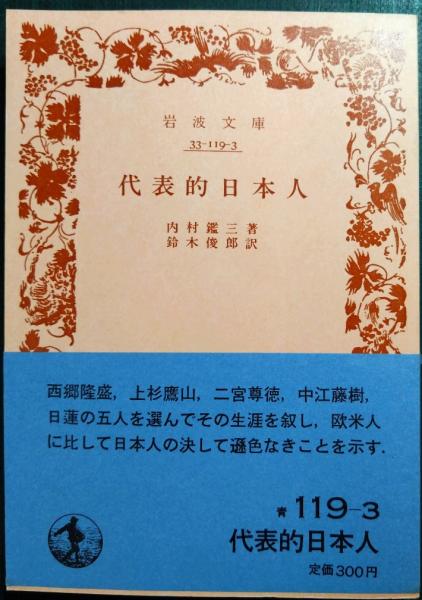 岩波文庫
33-119-3
代表的日本人
内村鑑三著
鈴木俊郎訳
西郷隆盛,上杉鷹山,二宮尊徳,中江藤樹,
日蓮の五人を選んでその生涯を叙し,欧米人
に比して日本人の決して遜色なきことを示す.
青 119-3
代表的日本人
定価300円